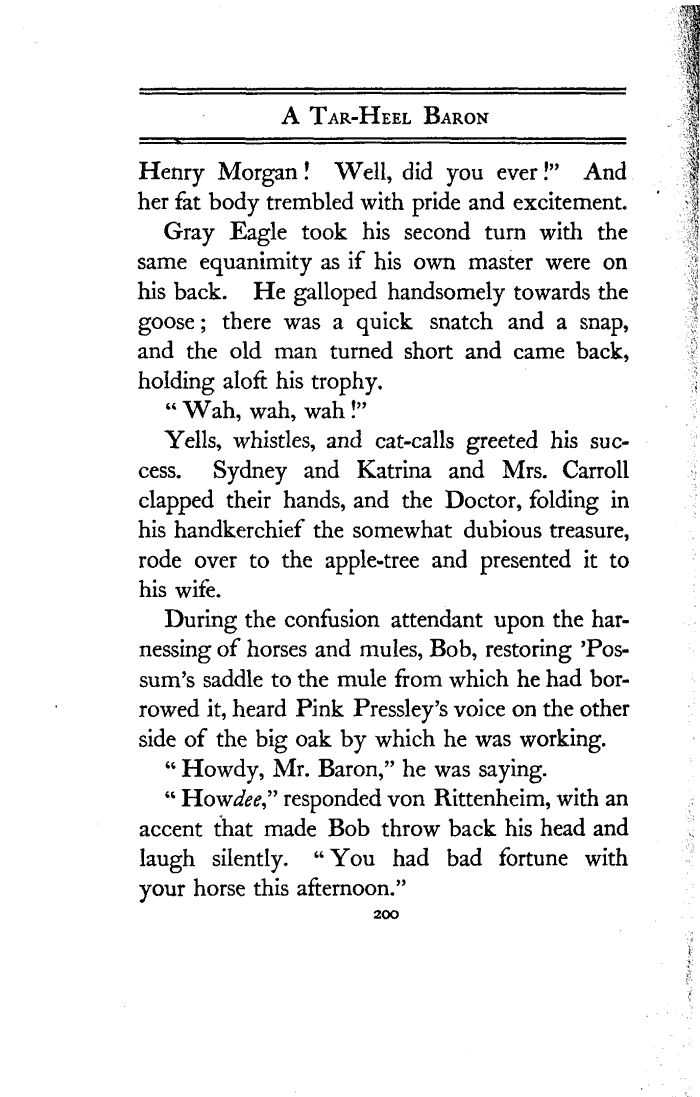 A Tar-Heel Baron
Henry Morgan! Well, did you ever!” And
her fat body trembled with pride and excitement.
Gray Eagle took his second turn with the
same equanimity as if his own master were on
his back. He galloped handsomely towards the
goose; there was a quick snatch and a snap,
and the old man turned short and came back,
holding aloft his trophy.
“Wah, wah, wah!”
Yells, whistles, and cat-calls greeted his suc-
cess. Sydney and Katrina and Mrs. Carroll
clapped their hands, and the Doctor, folding in
his handkerchief the somewhat dubious treasure,
rode over to the apple-tree and presented it to
his wife.
During the confusion attendant upon the har-
nessing of horses and mules, Bob, restoring ’Pos-
sum’s saddle to the mule from which he had bor-
rowed it, heard Pink Pressley’s voice on the other
side of the big oak by which he was working.
“Howdy, Mr. Baron,” he was saying.
“Howdee,” responded von Rittenheim, with an
accent that made Bob throw back his head and
laugh silently. “You had bad fortune with
your horse this afternoon.”
200